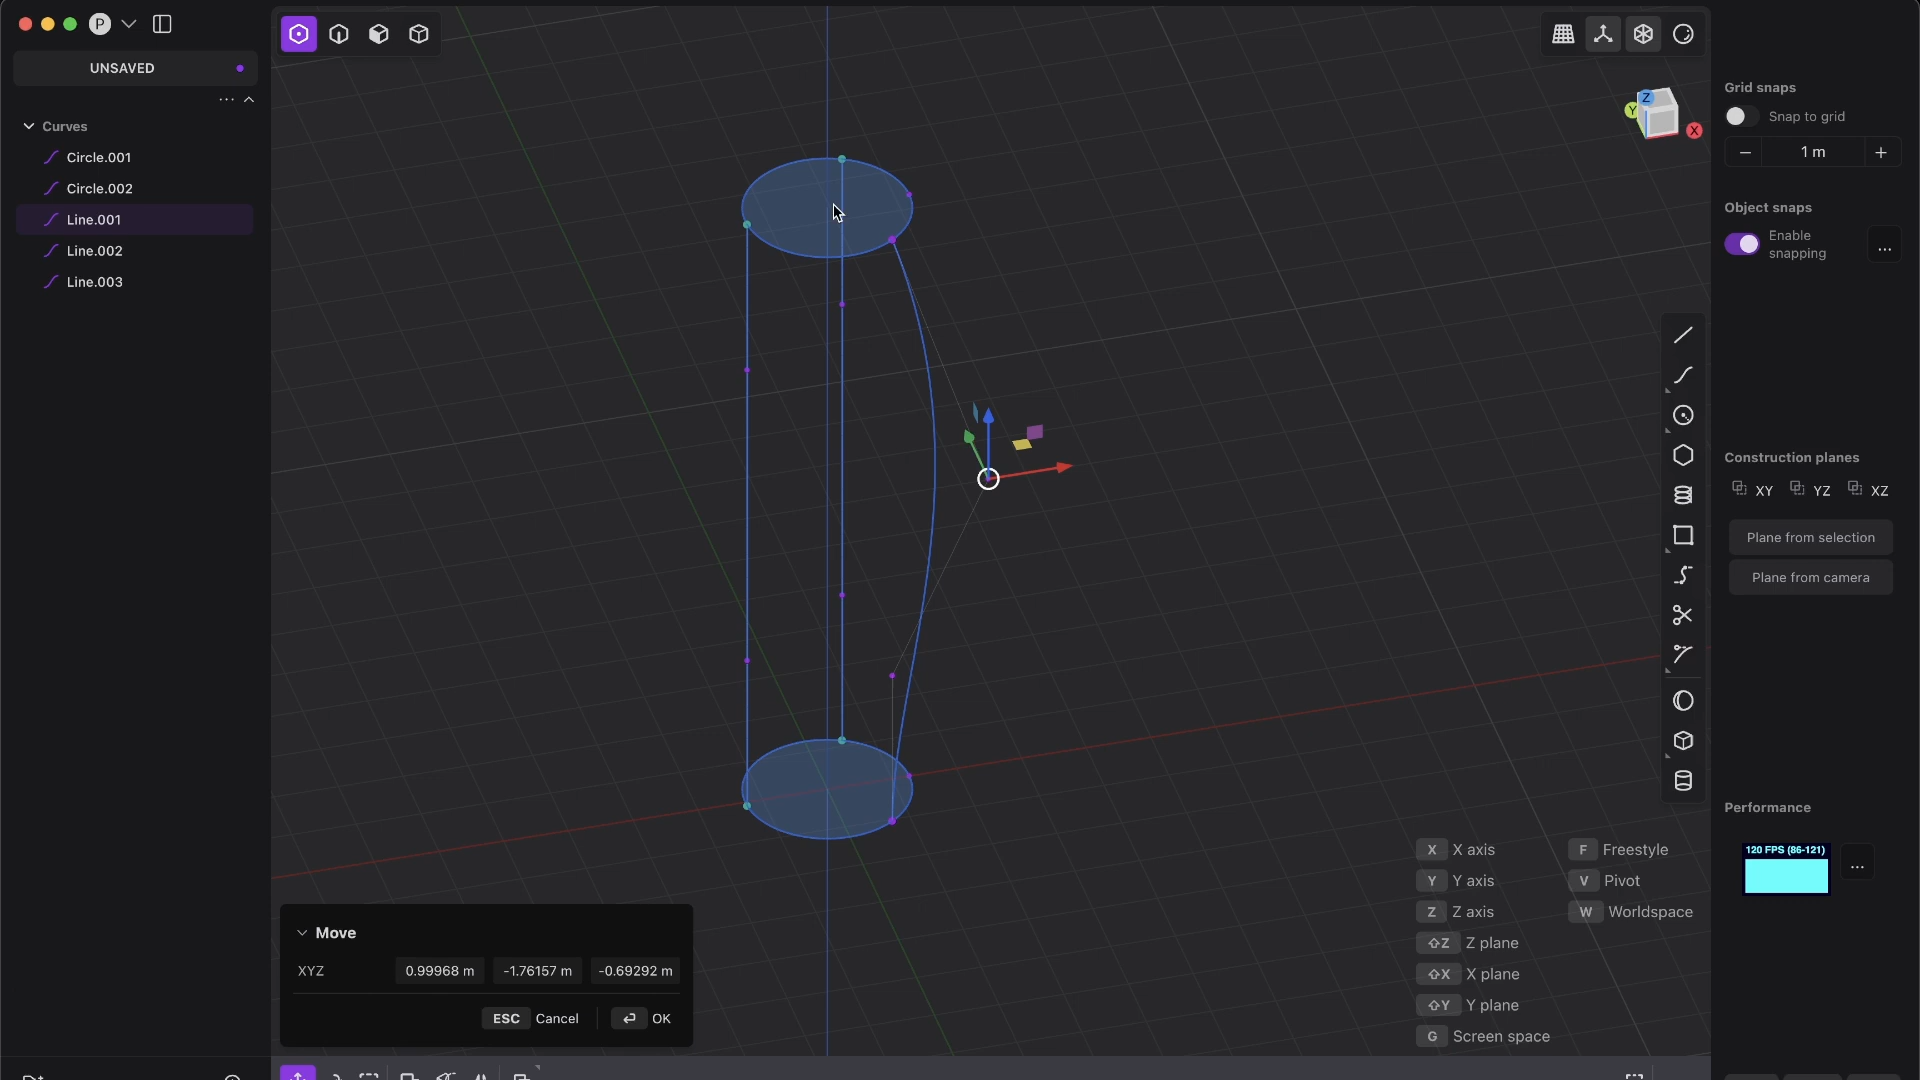 P
UNSAVED
Curves
Circle.001
Circle.002
Line.001
Line.002
Line.003
Z
Y
X
Grid snaps
Snap to grid
1 m
Object snaps
Enable
snapping
Construction planes
XY YZ XZ
Plane from selection
Plane from camera
Performance
120 FPS (86-121)
X X axis F Freestyle
Y Y axis V Pivot
Z Z axis W Worldspace
⇧Z Z plane
⇧X X plane
⇧Y Y plane
G Screen space
Move
XYZ 0.99968 m -1.76157 m -0.69292 m
ESC Cancel OK